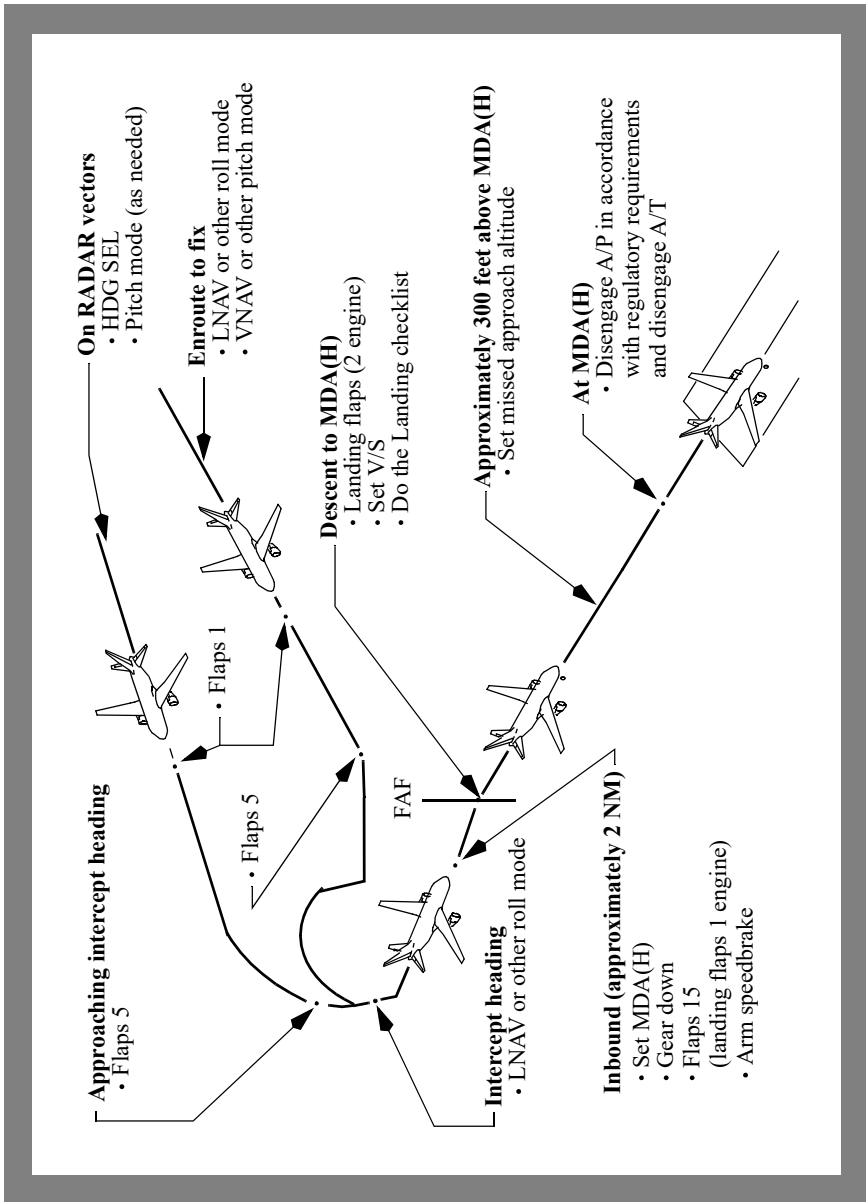 On RADAR vectors
· HDG SEL
· Pitch mode (as needed)
Enroute to fix
· LNAV or other roll mode
· VNAV or other pitch mode
Approaching intercept heading
· Flaps 5
· Flaps 1
· Flaps 5
Intercept heading
· LNAV or other roll mode
FAF
Inbound (approximately 2 NM)
· Set MDA(H)
· Gear down
· Flaps 15
(landing flaps 1 engine)
· Arm speedbrake
Descent to MDA(H)
· Landing flaps (2 engine)
· Set V/S
· Do the Landing checklist
Approximately 300 feet above MDA(H)
· Set missed approach altitude
At MDA(H)
· Disengage A/P in accordance
with regulatory requirements
and disengage A/T